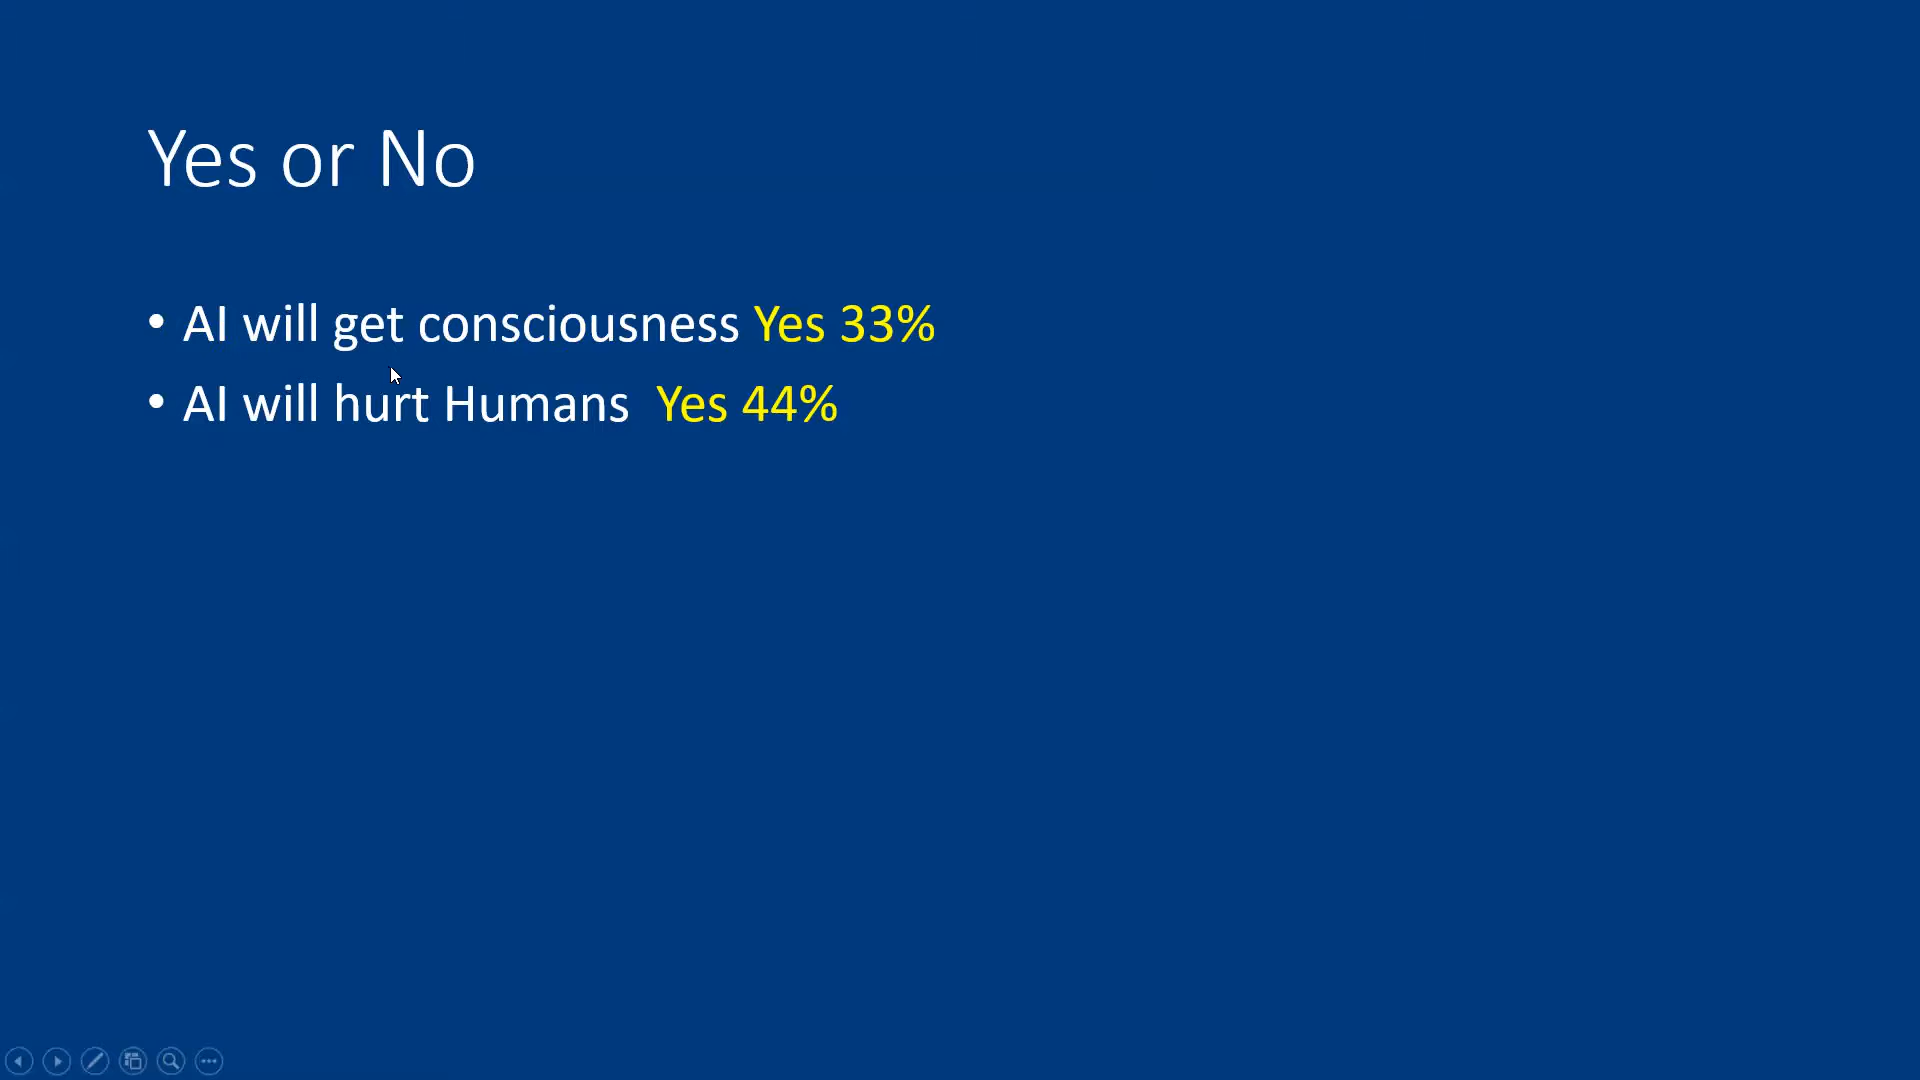 Yes or No
• AI will get consciousness Yes 33%
• AI will hurt Humans  Yes 44%